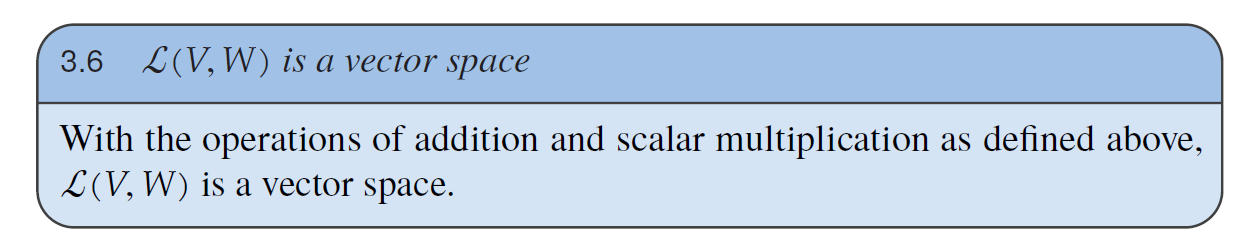 3.6 ℒ(V, W) is a vector space
With the operations of addition and scalar multiplication as defined above,
ℒ(V, W) is a vector space.